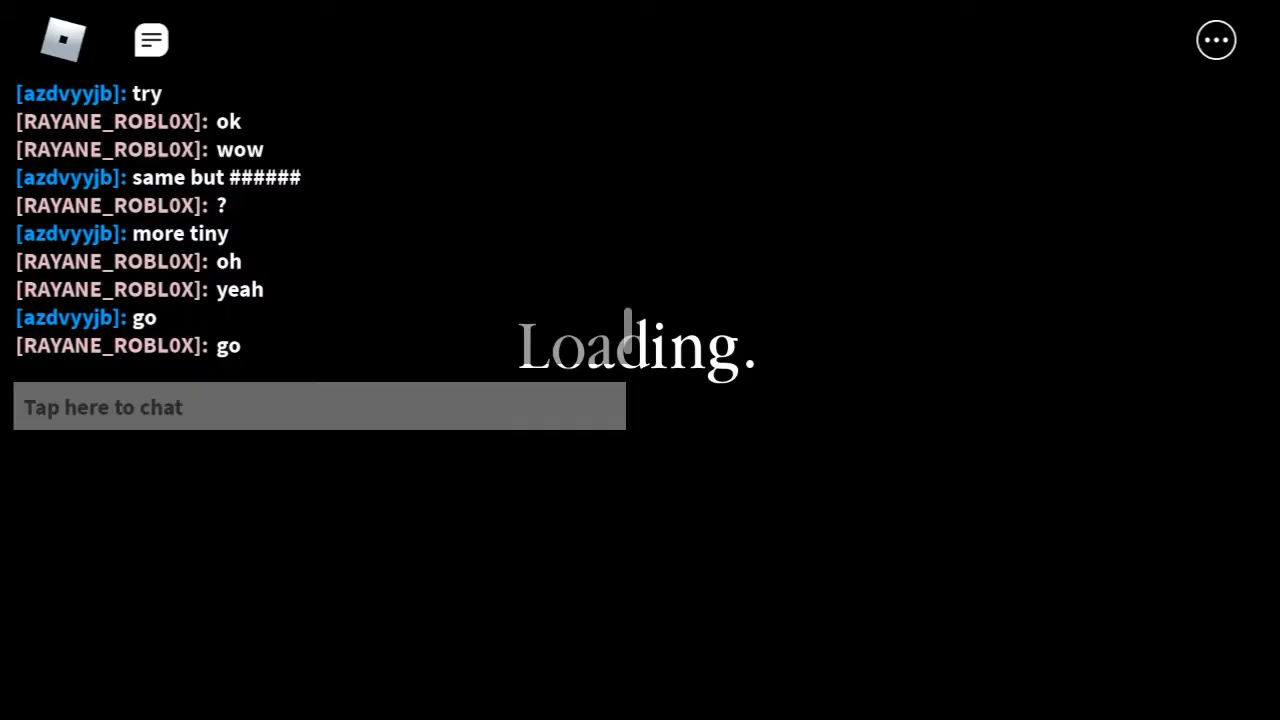 [azdvyyjb]: try
[RAYANE_ROBL0X]: ok
[RAYANE_ROBL0X]: wow
[azdvyyjb]: same but ######
[RAYANE_ROBL0X]: ?
[azdvyyjb]: more tiny
[RAYANE_ROBL0X]: oh
[RAYANE_ROBL0X]: yeah
[azdvyyjb]: go
[RAYANE_ROBL0X]: go
Loading.
Tap here to chat